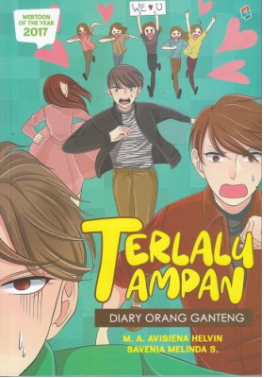 WEBTOON
OF THE YEAR
2017
WE ♥ U
TERLALU
TAMPAN
DIARY ORANG GANTENG
M. A. AVISIENA HELVIN
SAVENIA MELINDA S.